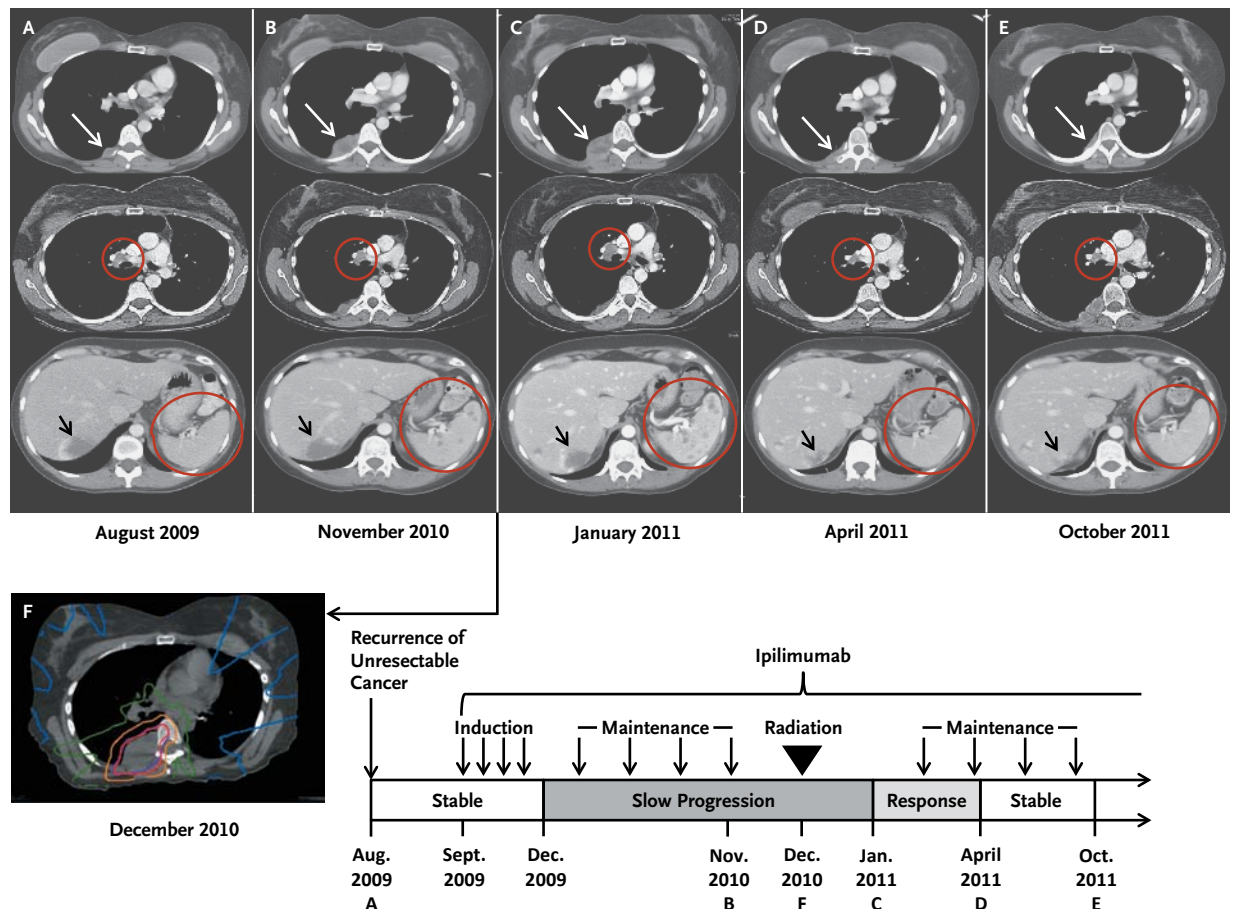 A
B
C
D
E
August 2009
November 2010
January 2011
April 2011
October 2011
F
December 2010
Recurrence of
Unresectable
Cancer
Ipilimumab
Induction
Maintenance
Radiation
Maintenance
Stable
Slow Progression
Response
Stable
Aug.
2009
A
Sept.
2009
Dec.
2009
Nov.
2010
B
Dec.
2010
F
Jan.
2011
C
April
2011
D
Oct.
2011
E